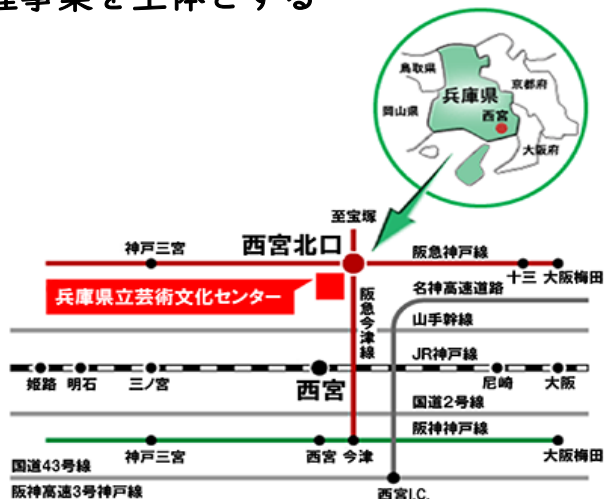 理事業を主体とする
鳥取県
京都府
兵庫県
岡山県
西宮
大阪府
至宝塚
神戸三宮
西宮北口
阪急神戸線
十三
大阪梅田
兵庫県立芸術文化センター
阪急今津線
名神高速道路
山手幹線
JR神戸線
姫路
明石
三ノ宮
西宮
尼崎
大阪
国道2号線
阪神神戸線
神戸三宮
西宮
今津
大阪梅田
国道43号線
阪神高速3号神戸線
西宮I.C.